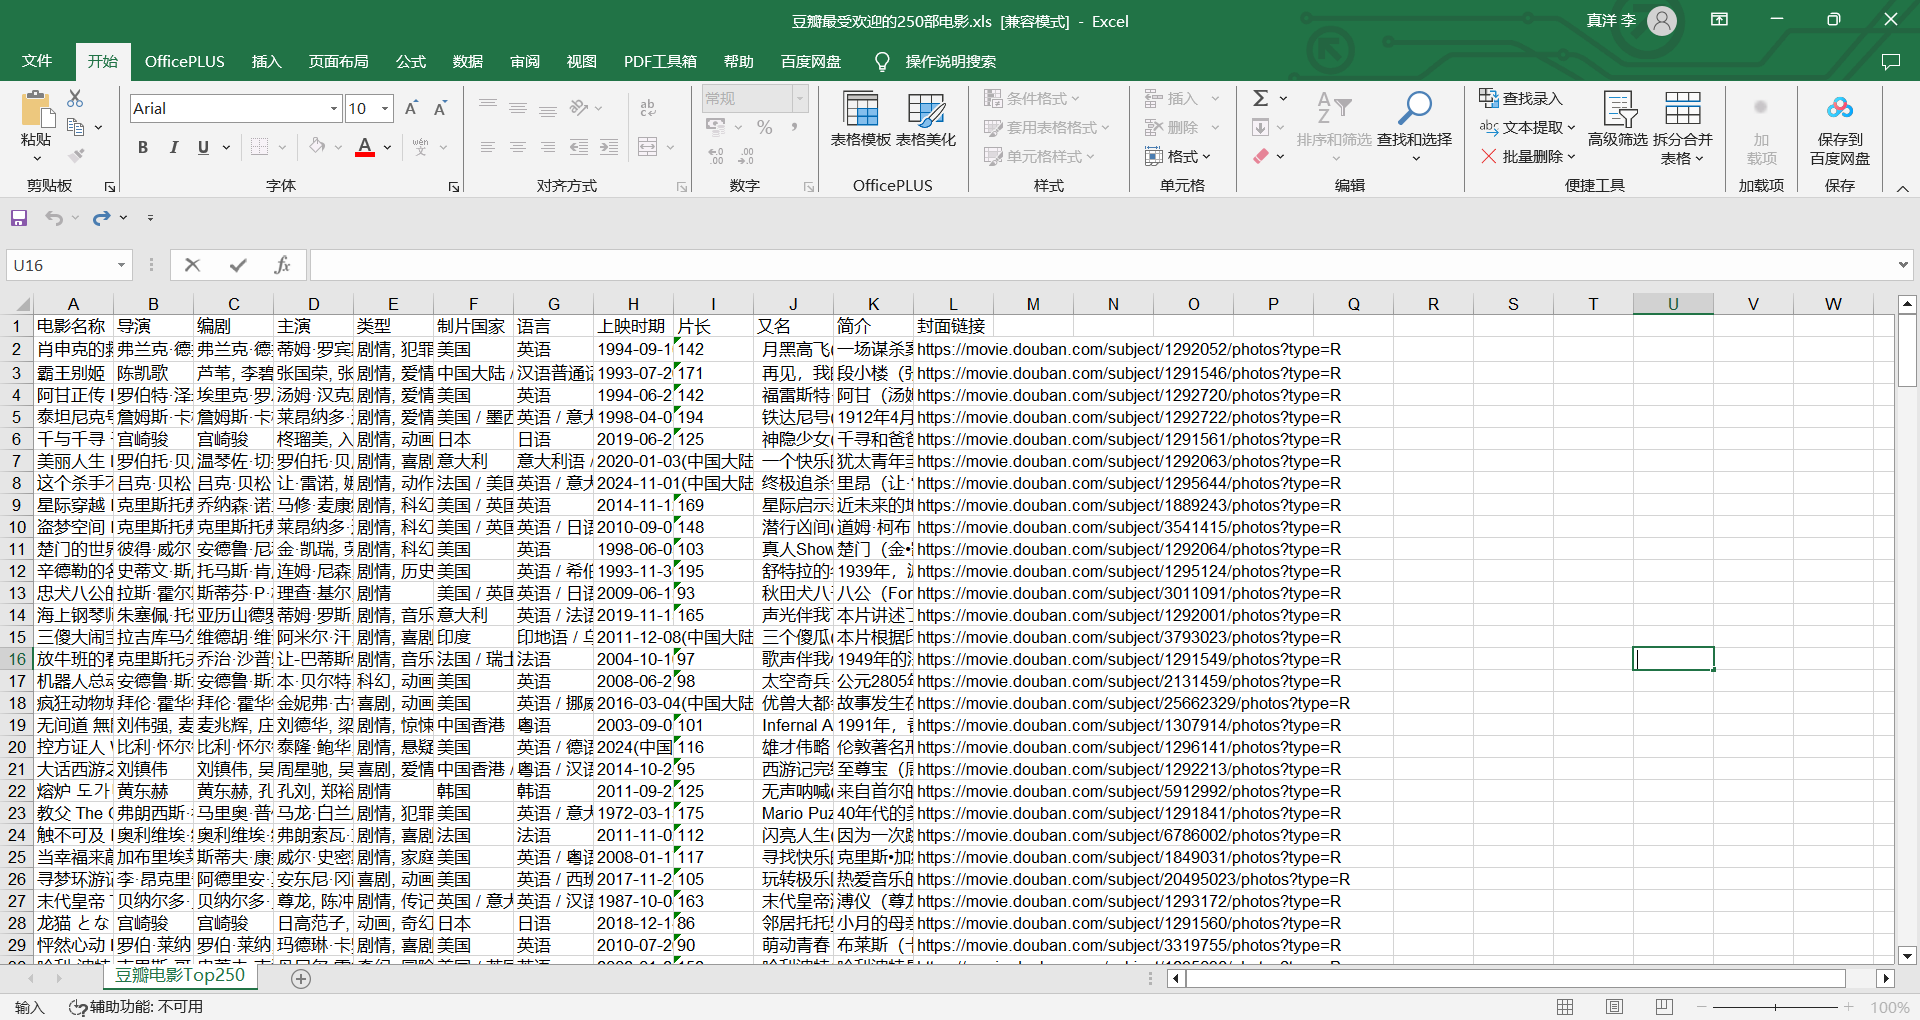 豆瓣最受欢迎的250部电影.xls [兼容模式] - Excel
真洋 李
文件 开始 OfficePLUS 插入 页面布局 公式 数据 审阅 视图 PDF工具箱 帮助 百度网盘 操作说明搜索
粘贴 Arial 10 常规 表格模板 表格美化 条件格式 套用表格格式 单元格样式 插入 删除 格式 排序和筛选 查找和选择 查找录入 文本提取 批量删除 高级筛选 拆分合并表格 加载项 保存到百度网盘
剪贴板 字体 对齐方式 数字 OfficePLUS 样式 单元格 编辑 便捷工具 加载项 保存
U16
A B C D E F G H I J K L M N O P Q R S T U V W
1 电影名称 导演 编剧 主演 类型 制片国家 语言 上映时期 片长 又名 简介 封面链接
2 肖申克的 弗兰克·德 弗兰克·德 蒂姆·罗宾 剧情, 犯罪 美国 英语 1994-09-1 142 月黑高飞( 一场谋杀 https://movie.douban.com/subject/1292052/photos?type=R
3 霸王别姬 陈凯歌 芦苇, 李碧 张国荣, 张 剧情, 爱情 中国大陆 / 汉语普通话 1993-07-2 171 再见，我 段小楼（张 https://movie.douban.com/subject/1291546/photos?type=R
4 阿甘正传 罗伯特·泽 埃里克·罗 汤姆·汉克 剧情, 爱情 美国 英语 1994-06-2 142 福雷斯特 阿甘（汤姆 https://movie.douban.com/subject/1292720/photos?type=R
5 泰坦尼克号 詹姆斯·卡 詹姆斯·卡 莱昂纳多· 剧情, 爱情 美国 / 墨西 英语 / 意大 1998-04-0 194 铁达尼号( 1912年4月 https://movie.douban.com/subject/1292722/photos?type=R
6 千与千寻 宫崎骏 宫崎骏 柊瑠美, 入 剧情, 动画 日本 日语 2019-06-2 125 神隐少女( 千寻和爸爸 https://movie.douban.com/subject/1291561/photos?type=R
7 美丽人生 罗伯托·贝 温琴佐·切 罗伯托·贝 剧情, 喜剧 意大利 意大利语 / 2020-01-03(中国大陆 一个快乐的 犹太青年圭 https://movie.douban.com/subject/1292063/photos?type=R
8 这个杀手不 吕克·贝松 吕克·贝松 让·雷诺, 娜 剧情, 动作 法国 / 美国 英语 / 意大 2024-11-01(中国大陆 终极追杀令 里昂（让· https://movie.douban.com/subject/1295644/photos?type=R
9 星际穿越 克里斯托弗 乔纳森·诺 马修·麦康 剧情, 科幻 美国 / 英国 英语 2014-11-1 169 星际启示 近未来的地 https://movie.douban.com/subject/1889243/photos?type=R
10 盗梦空间 克里斯托弗 克里斯托弗 莱昂纳多· 剧情, 科幻 美国 / 英国 英语 / 日语 2010-09-0 148 潜行凶间( 道姆·柯布 https://movie.douban.com/subject/3541415/photos?type=R
11 楚门的世界 彼得·威尔 安德鲁·尼 金·凯瑞, 劳 剧情, 科幻 美国 英语 1998-06-0 103 真人Show 楚门（金• https://movie.douban.com/subject/1292064/photos?type=R
12 辛德勒的名 史蒂文·斯 托马斯·肯 连姆·尼森 剧情, 历史 美国 英语 / 希伯 1993-11-3 195 舒特拉的名 1939年， https://movie.douban.com/subject/1295124/photos?type=R
13 忠犬八公的 拉斯·霍尔 斯蒂芬·P· 理查·基尔 剧情 美国 / 英国 英语 / 日语 2009-06-1 93 秋田犬八 八公（For https://movie.douban.com/subject/3011091/photos?type=R
14 海上钢琴师 朱塞佩·托 亚历山德罗 蒂姆·罗斯 剧情, 音乐 意大利 英语 / 法语 2019-11-1 165 声光伴我 本片讲述了 https://movie.douban.com/subject/1292001/photos?type=R
15 三傻大闹宝 拉吉库马尔 维德胡·维 阿米尔·汗 剧情, 喜剧 印度 印地语 / 乌 2011-12-08(中国大陆 三个傻瓜( 本片根据印 https://movie.douban.com/subject/3793023/photos?type=R
16 放牛班的春 克里斯托夫 乔治·沙普 让-巴蒂斯 剧情, 音乐 法国 / 瑞士 法语 2004-10-1 97 歌声伴我心 1949年的法 https://movie.douban.com/subject/1291549/photos?type=R
17 机器人总动 安德鲁·斯 安德鲁·斯 本·贝尔特 科幻, 动画 美国 英语 2008-06-2 98 太空奇兵· 公元2805年 https://movie.douban.com/subject/2131459/photos?type=R
18 疯狂动物城 拜伦·霍华 拜伦·霍华 金妮弗·古 喜剧, 动画 美国 英语 / 挪威 2016-03-04(中国大陆 优兽大都会 故事发生在 https://movie.douban.com/subject/25662329/photos?type=R
19 无间道 無 刘伟强, 麦 麦兆辉, 庄 刘德华, 梁 剧情, 惊悚 中国香港 粤语 2003-09-0 101 Infernal A 1991年，香 https://movie.douban.com/subject/1307914/photos?type=R
20 控方证人 比利·怀尔 比利·怀尔 泰隆·鲍华 剧情, 悬疑 美国 英语 / 德语 2024(中国 116 雄才伟略 伦敦著名刑 https://movie.douban.com/subject/1296141/photos?type=R
21 大话西游之 刘镇伟 刘镇伟, 吴 周星驰, 吴 喜剧, 爱情 中国香港 / 粤语 / 汉语 2014-10-2 95 西游记完结 至尊宝（周 https://movie.douban.com/subject/1292213/photos?type=R
22 熔炉 도가 黄东赫 黄东赫, 孔 孔刘, 郑裕 剧情 韩国 韩语 2011-09-2 125 无声呐喊( 来自首尔的 https://movie.douban.com/subject/5912992/photos?type=R
23 教父 The 弗朗西斯· 马里奥·普 马龙·白兰 剧情, 犯罪 美国 英语 / 意大 1972-03-1 175 Mario Puz 40年代的美 https://movie.douban.com/subject/1291841/photos?type=R
24 触不可及 奥利维埃· 奥利维埃· 弗朗索瓦· 剧情, 喜剧 法国 法语 2011-11-0 112 闪亮人生( 因为一次跳 https://movie.douban.com/subject/6786002/photos?type=R
25 当幸福来敲 加布里埃莱 斯蒂夫·康 威尔·史密 剧情, 家庭 美国 英语 / 粤语 2008-01-1 117 寻找快乐的 克里斯•加 https://movie.douban.com/subject/1849031/photos?type=R
26 寻梦环游记 李·昂克里 阿德里安· 安东尼·冈 喜剧, 动画 美国 英语 / 西班 2017-11-2 105 玩转极乐园 热爱音乐的 https://movie.douban.com/subject/20495023/photos?type=R
27 末代皇帝 贝纳尔多· 贝纳尔多· 尊龙, 陈冲 剧情, 传记 英国 / 意大 英语 / 汉语 1987-10-0 163 末代皇帝 溥仪（尊龙 https://movie.douban.com/subject/1293172/photos?type=R
28 龙猫 とな 宫崎骏 宫崎骏 日高范子, 动画, 奇幻 日本 日语 2018-12-1 86 邻居托托 小月的母亲 https://movie.douban.com/subject/1291560/photos?type=R
29 怦然心动 罗伯·莱纳 罗伯·莱纳 玛德琳·卡 剧情, 喜剧 美国 英语 2010-07-2 90 萌动青春 布莱斯（卡 https://movie.douban.com/subject/3319755/photos?type=R
豆瓣电影Top250
输入 辅助功能: 不可用 100%